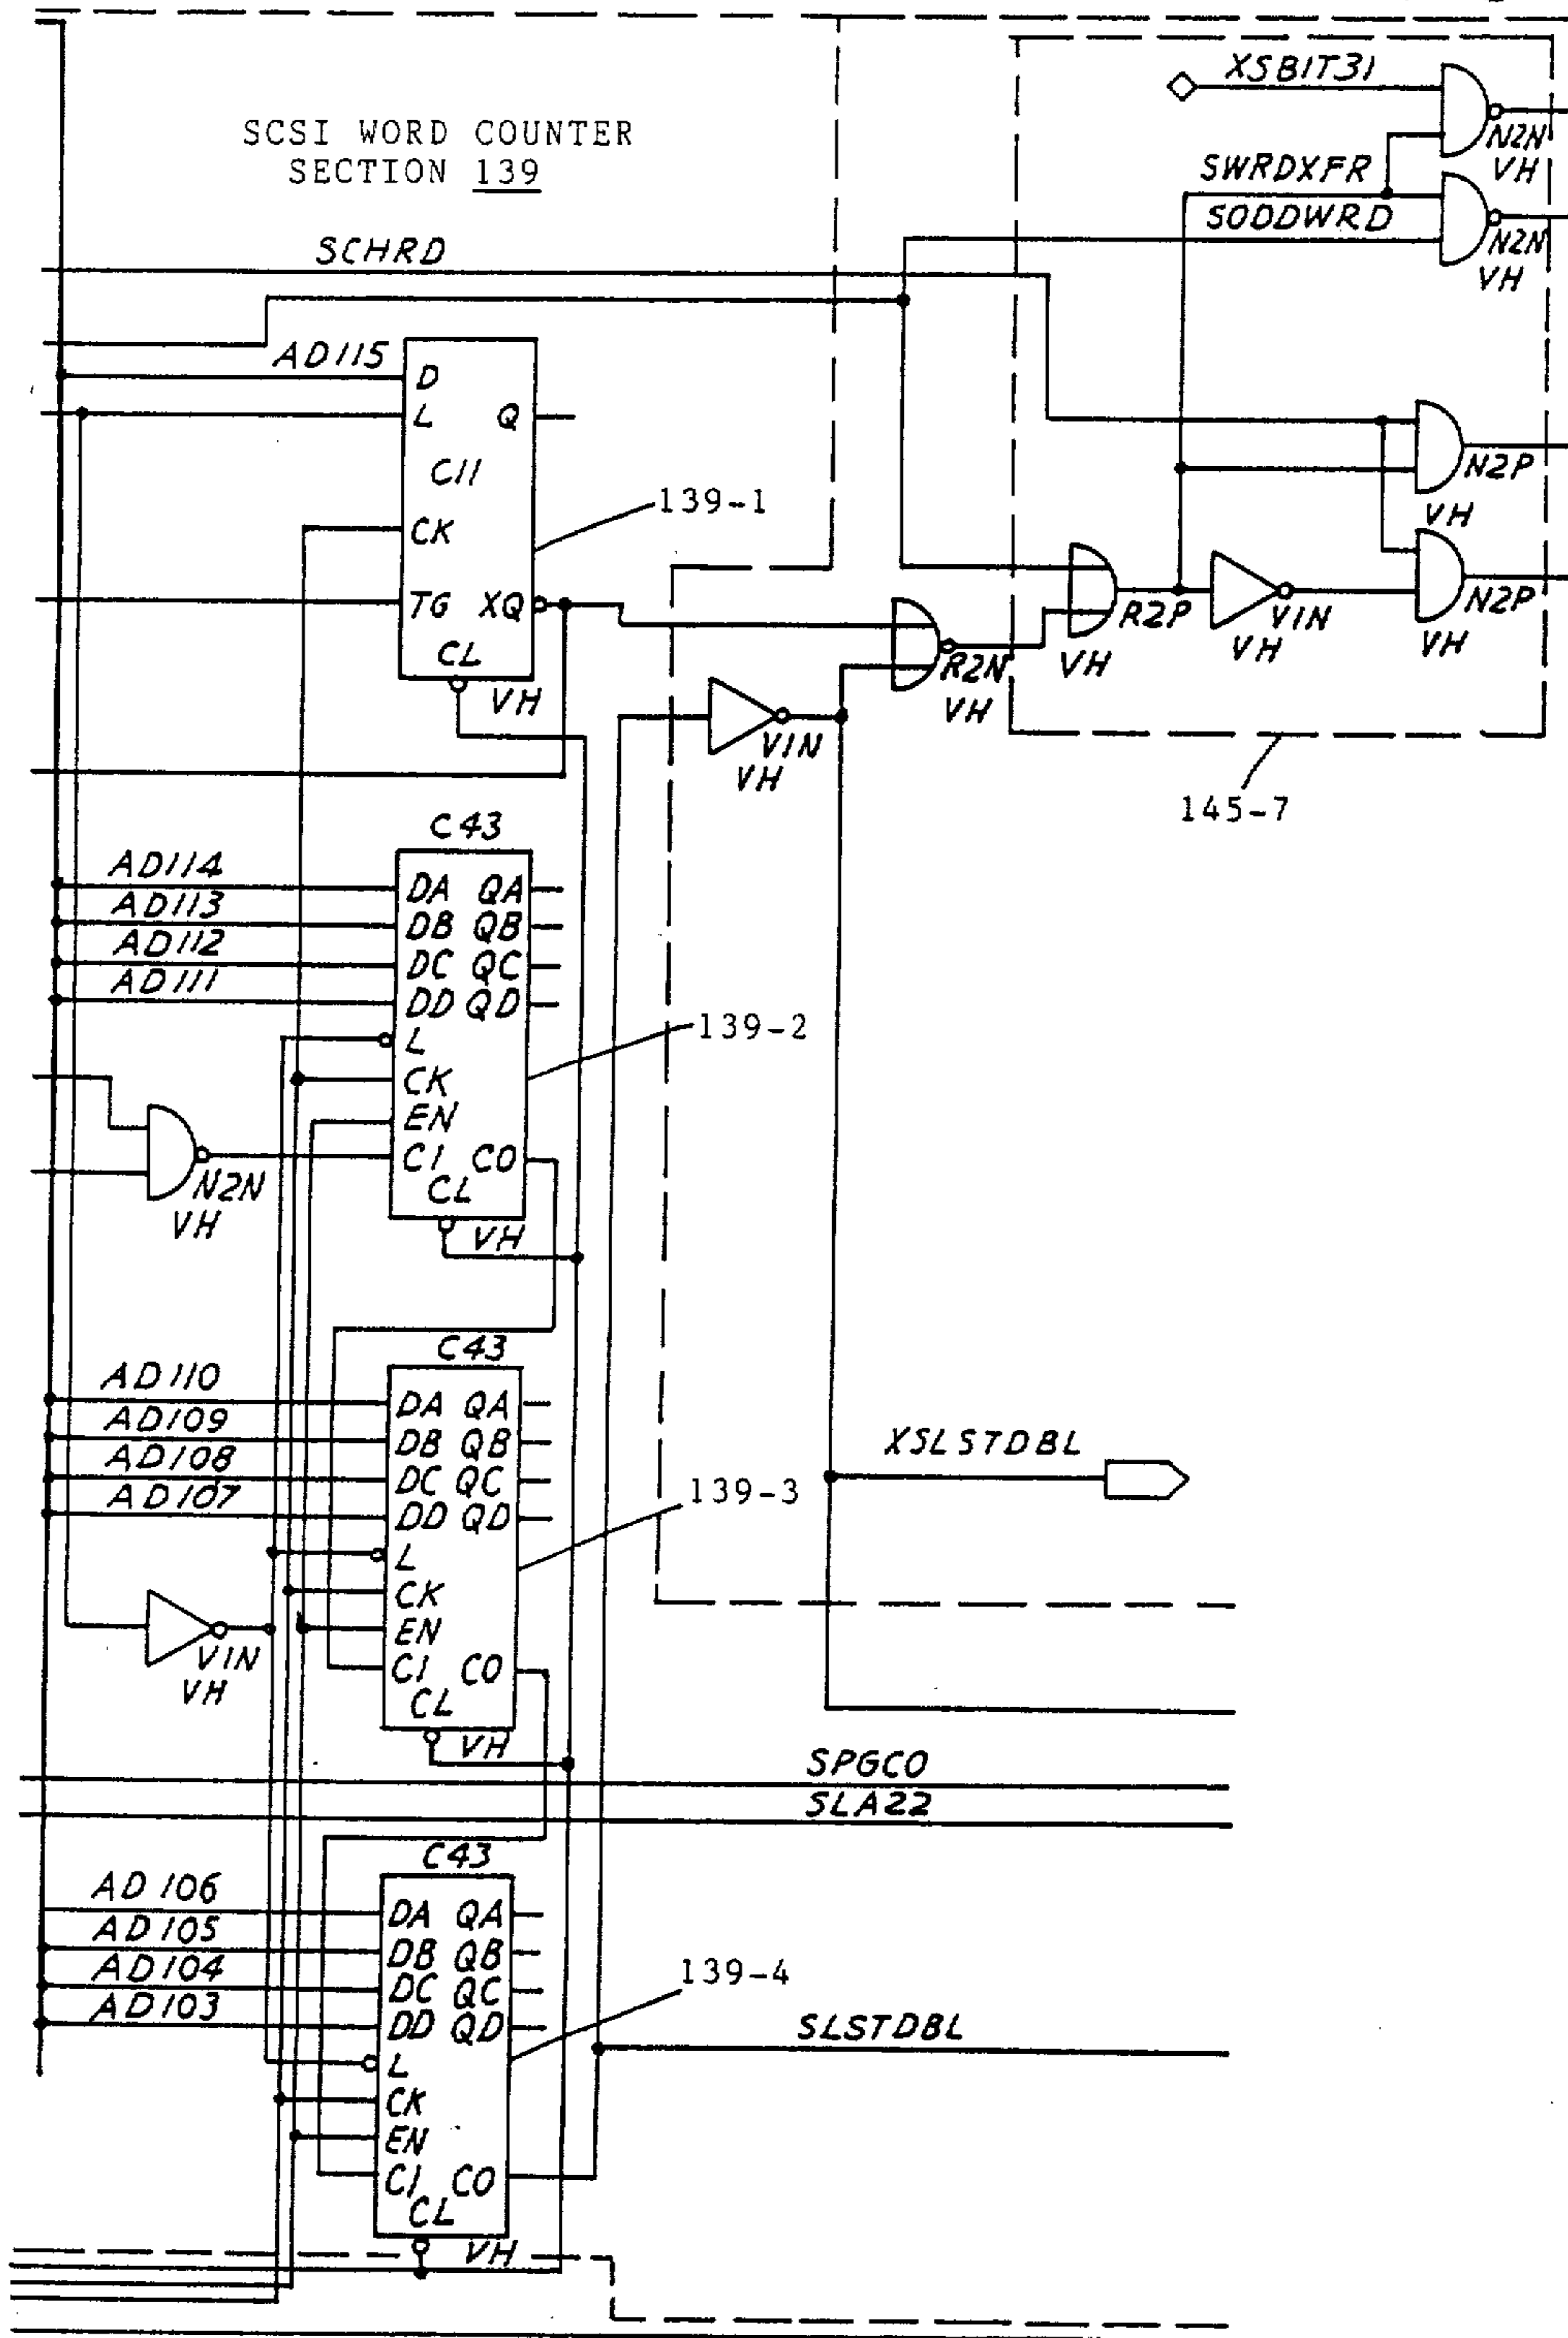 SCSI WORD COUNTER
SECTION 139
XSBIT31
N2N
VH
SWRDXFR
SODDWRD
N2N
VH
SCHRD
AD115
D
L Q
C11
CK
TG XQ
CL
VH
139-1
N2P
VH
N2P
VH
R2P
VH
VIN
VH
R2N
VH
VIN
VH
145-7
C43
AD114
AD113
AD112
AD111
DA QA
DB QB
DC QC
DD QD
L
CK
EN
CI CO
CL
VH
139-2
N2N
VH
C43
AD110
AD109
AD108
AD107
DA QA
DB QB
DC QC
DD QD
L
CK
EN
CI CO
CL
VH
139-3
XSLSTDBL
VIN
VH
SPGCO
SLA22
C43
AD106
AD105
AD104
AD103
DA QA
DB QB
DC QC
DD QD
L
CK
EN
CI CO
CL
VH
139-4
SLSTDBL